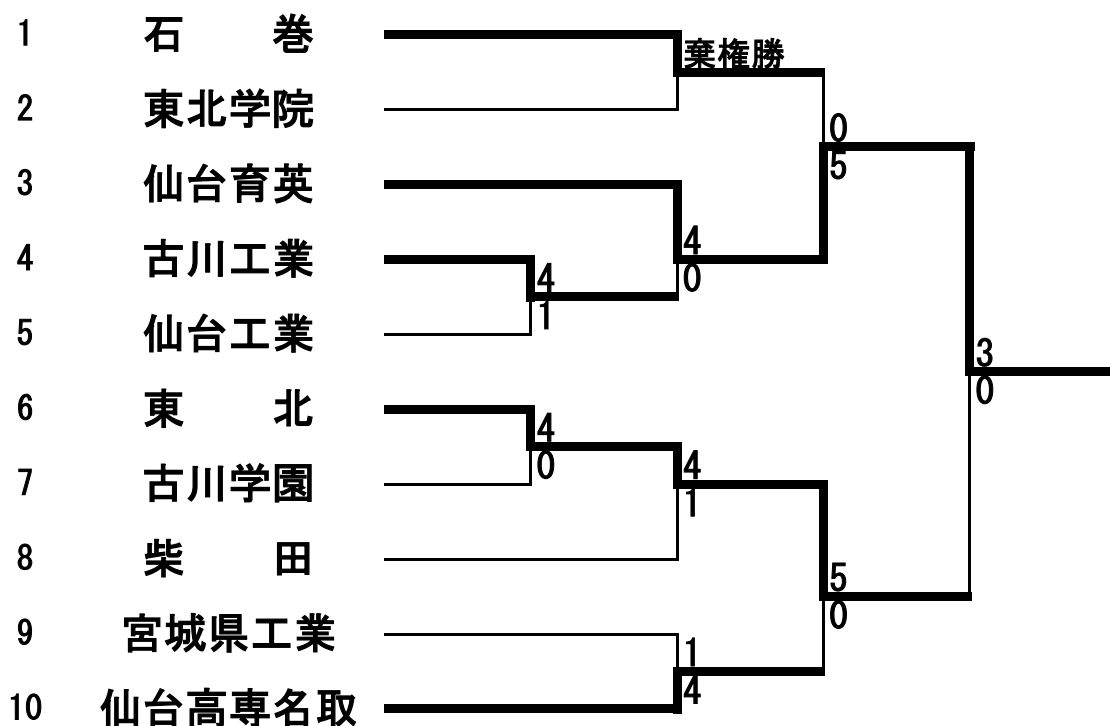 1 石 巻
棄権勝
2 東北学院
0
5
3 仙台育英
4
0
4 古川工業
4
1
5 仙台工業
3
0
6 東 北
4
0
4
1
7 古川学園
8 柴 田
5
0
9 宮城県工業
1
4
10 仙台高専名取